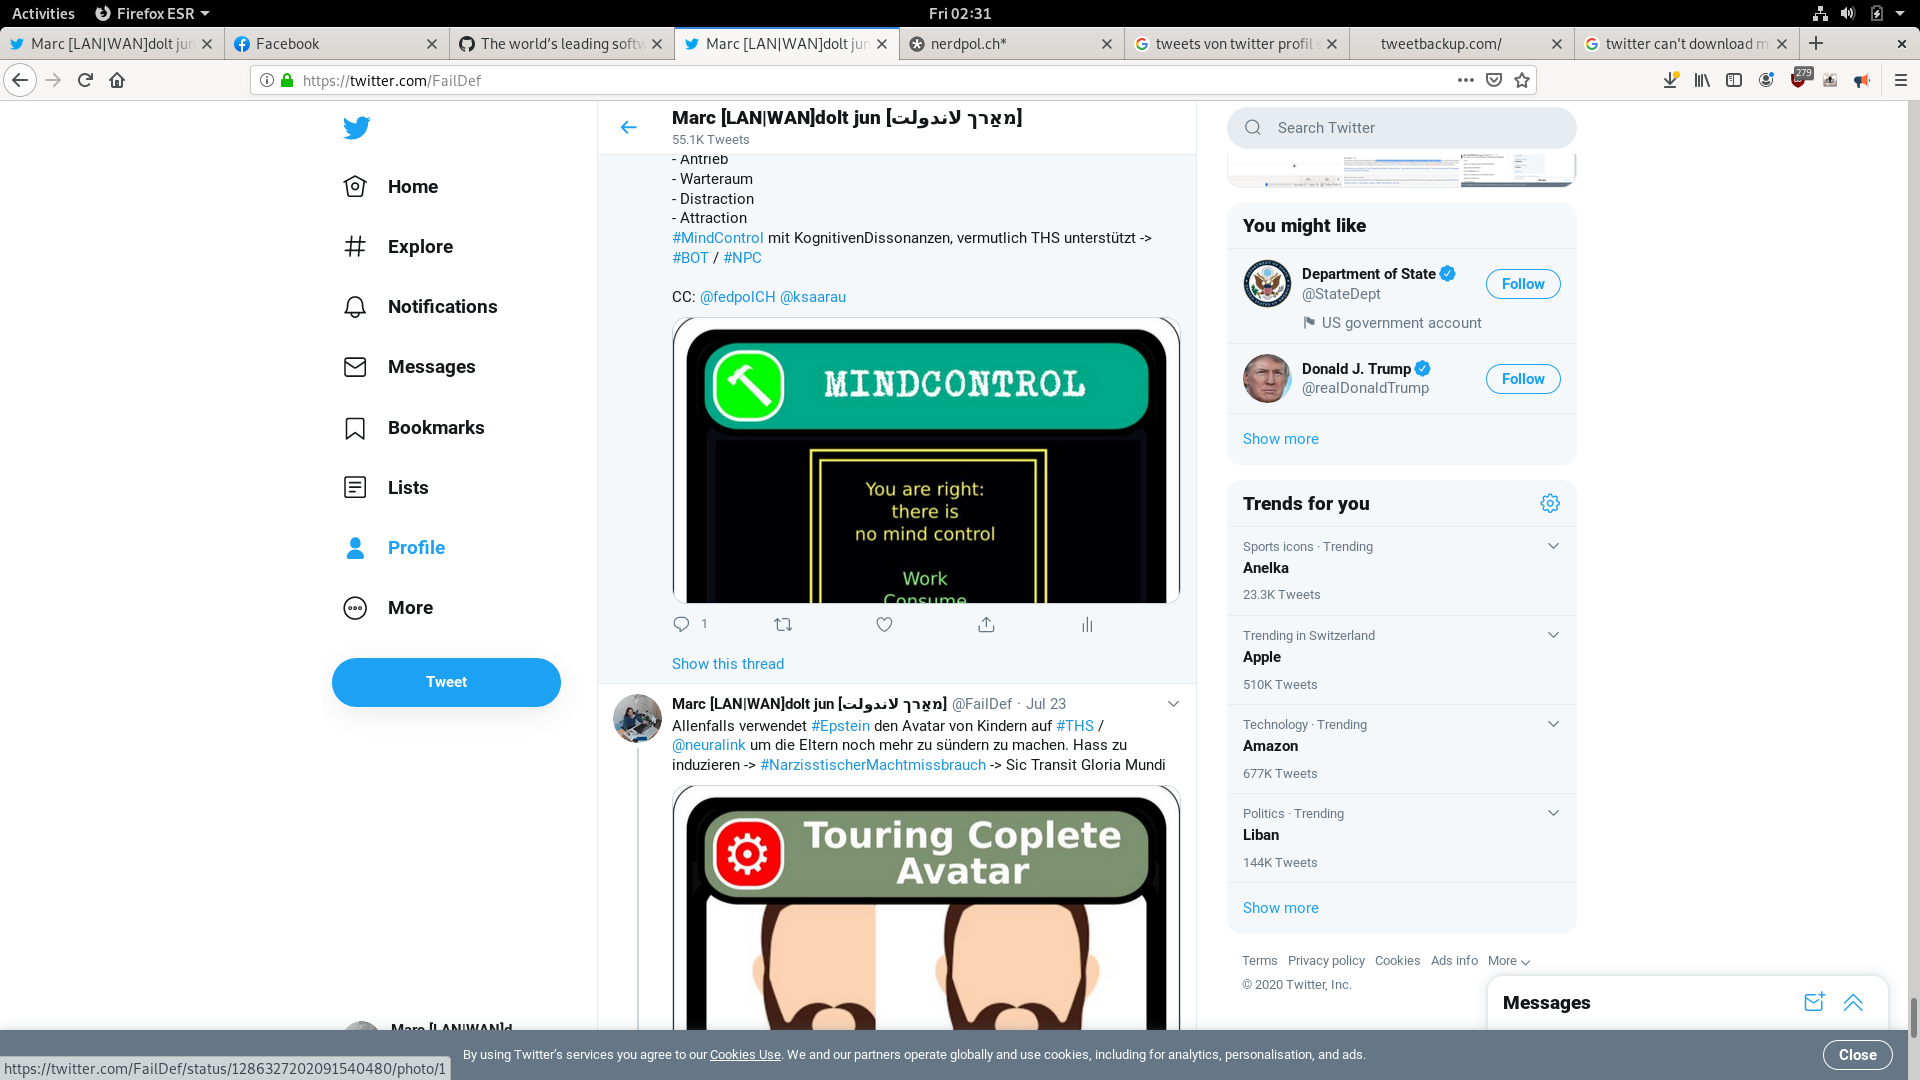 Activities Firefox ESR Fri 02:31
Marc [LAN|WAN]dolt jun Facebook The world's leading softw Marc [LAN|WAN]dolt jun nerdpol.ch* tweets von twitter profil s tweetbackup.com/ twitter can't download m
https://twitter.com/FailDef 279
Marc [LAN|WAN]dolt jun [מאַרך לאנדולת]
55.1K Tweets
Search Twitter
Home
Explore
Notifications
Messages
Bookmarks
Lists
Profile
More
Tweet
- Antrieb
- Warteraum
- Distraction
- Attraction
#MindControl mit KognitivenDissonanzen, vermutlich THS unterstützt ->
#BOT / #NPC
CC: @fedpolCH @ksaarau
MINDCONTROL
You are right:
there is
no mind control
Work
Consume
1
Show this thread
Marc [LAN|WAN]dolt jun [מאַרך לאנדולת] @FailDef · Jul 23
Allenfalls verwendet #Epstein den Avatar von Kindern auf #THS /
@neuralink um die Eltern noch mehr zu sündern zu machen. Hass zu
induzieren -> #NarzisstischerMachtmissbrauch -> Sic Transit Gloria Mundi
Touring Coplete
Avatar
You might like
Department of State
@StateDept
Follow
US government account
Donald J. Trump
@realDonaldTrump
Follow
Show more
Trends for you
Sports icons · Trending
Anelka
23.3K Tweets
Trending in Switzerland
Apple
510K Tweets
Technology · Trending
Amazon
677K Tweets
Politics · Trending
Liban
144K Tweets
Show more
Terms Privacy policy Cookies Ads info More
© 2020 Twitter, Inc.
Messages
Marc [LAN|WAN]d
By using Twitter's services you agree to our Cookies Use. We and our partners operate globally and use cookies, including for analytics, personalisation, and ads.
Close
https://twitter.com/FailDef/status/1286327202091540480/photo/1